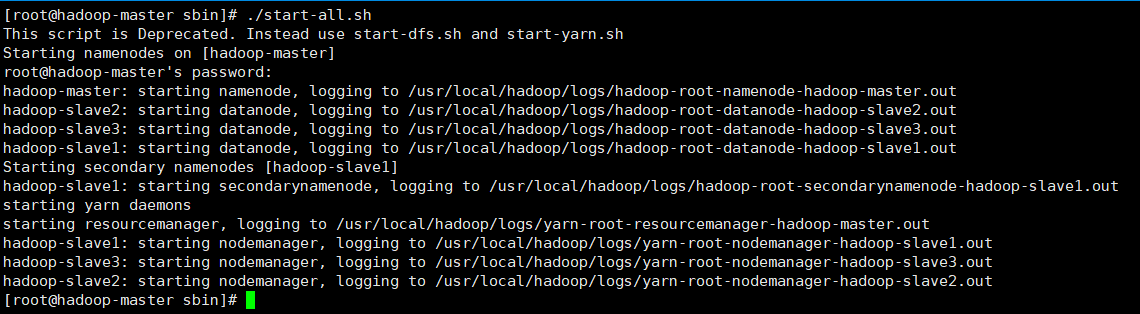 [root@hadoop-master sbin]# ./start-all.sh
This script is Deprecated. Instead use start-dfs.sh and start-yarn.sh
Starting namenodes on [hadoop-master]
root@hadoop-master's password:
hadoop-master: starting namenode, logging to /usr/local/hadoop/logs/hadoop-root-namenode-hadoop-master.out
hadoop-slave2: starting datanode, logging to /usr/local/hadoop/logs/hadoop-root-datanode-hadoop-slave2.out
hadoop-slave3: starting datanode, logging to /usr/local/hadoop/logs/hadoop-root-datanode-hadoop-slave3.out
hadoop-slave1: starting datanode, logging to /usr/local/hadoop/logs/hadoop-root-datanode-hadoop-slave1.out
Starting secondary namenodes [hadoop-slave1]
hadoop-slave1: starting secondarynamenode, logging to /usr/local/hadoop/logs/hadoop-root-secondarynamenode-hadoop-slave1.out
starting yarn daemons
starting resourcemanager, logging to /usr/local/hadoop/logs/yarn-root-resourcemanager-hadoop-master.out
hadoop-slave1: starting nodemanager, logging to /usr/local/hadoop/logs/yarn-root-nodemanager-hadoop-slave1.out
hadoop-slave3: starting nodemanager, logging to /usr/local/hadoop/logs/yarn-root-nodemanager-hadoop-slave3.out
hadoop-slave2: starting nodemanager, logging to /usr/local/hadoop/logs/yarn-root-nodemanager-hadoop-slave2.out
[root@hadoop-master sbin]#